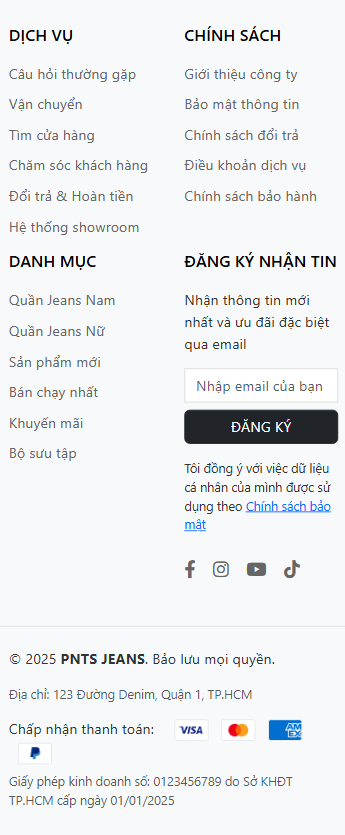 DỊCH VỤ
Câu hỏi thường gặp
Vận chuyển
Tìm cửa hàng
Chăm sóc khách hàng
Đổi trả & Hoàn tiền
Hệ thống showroom
CHÍNH SÁCH
Giới thiệu công ty
Bảo mật thông tin
Chính sách đổi trả
Điều khoản dịch vụ
Chính sách bảo hành
DANH MỤC
Quần Jeans Nam
Quần Jeans Nữ
Sản phẩm mới
Bán chạy nhất
Khuyến mãi
Bộ sưu tập
ĐĂNG KÝ NHẬN TIN
Nhận thông tin mới
nhất và ưu đãi đặc biệt
qua email
Nhập email của bạn
ĐĂNG KÝ
Tôi đồng ý với việc dữ liệu
cá nhân của mình được sử
dụng theo Chính sách bảo
mật
© 2025 PNTS JEANS. Bảo lưu mọi quyền.
Địa chỉ: 123 Đường Denim, Quận 1, TP.HCM
Chấp nhận thanh toán: VISA AM EX
Giấy phép kinh doanh số: 0123456789 do Sở KHĐT
TP.HCM cấp ngày 01/01/2025